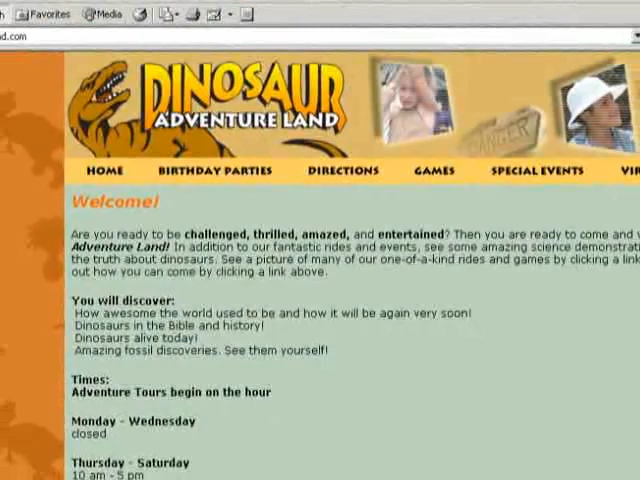 Favorites Media
d.com
DINOSAUR
ADVENTURE LAND
DANGER
HOME BIRTHDAY PARTIES DIRECTIONS GAMES SPECIAL EVENTS VI
Welcome!
Are you ready to be challenged, thrilled, amazed, and entertained? Then you are ready to come and
Adventure Land! In addition to our fantastic rides and events, see some amazing science demonstrat
the truth about dinosaurs. See a picture of many of our one-of-a-kind rides and games by clicking a link
out how you can come by clicking a link above.
You will discover:
How awesome the world used to be and how it will be again very soon!
Dinosaurs in the Bible and history!
Dinosaurs alive today!
Amazing fossil discoveries. See them yourself!
Times:
Adventure Tours begin on the hour
Monday - Wednesday
closed
Thursday - Saturday
10 am - 5 pm